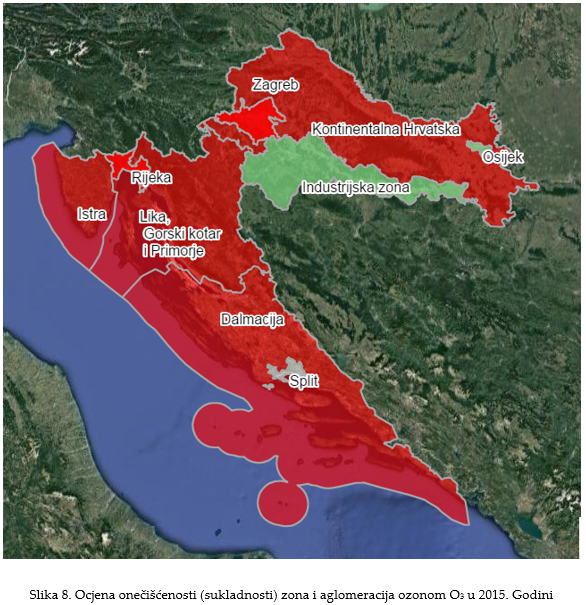 Zagreb
Kontinentalna Hrvatska
Osijek
Rijeka
Industrijska zona
Istra
Lika,
Gorski kotar
i Primorje
Dalmacija
Split
Slika 8. Ocjena onečišćenosti (sukladnosti) zona i aglomeracija ozonom O₃ u 2015. Godini